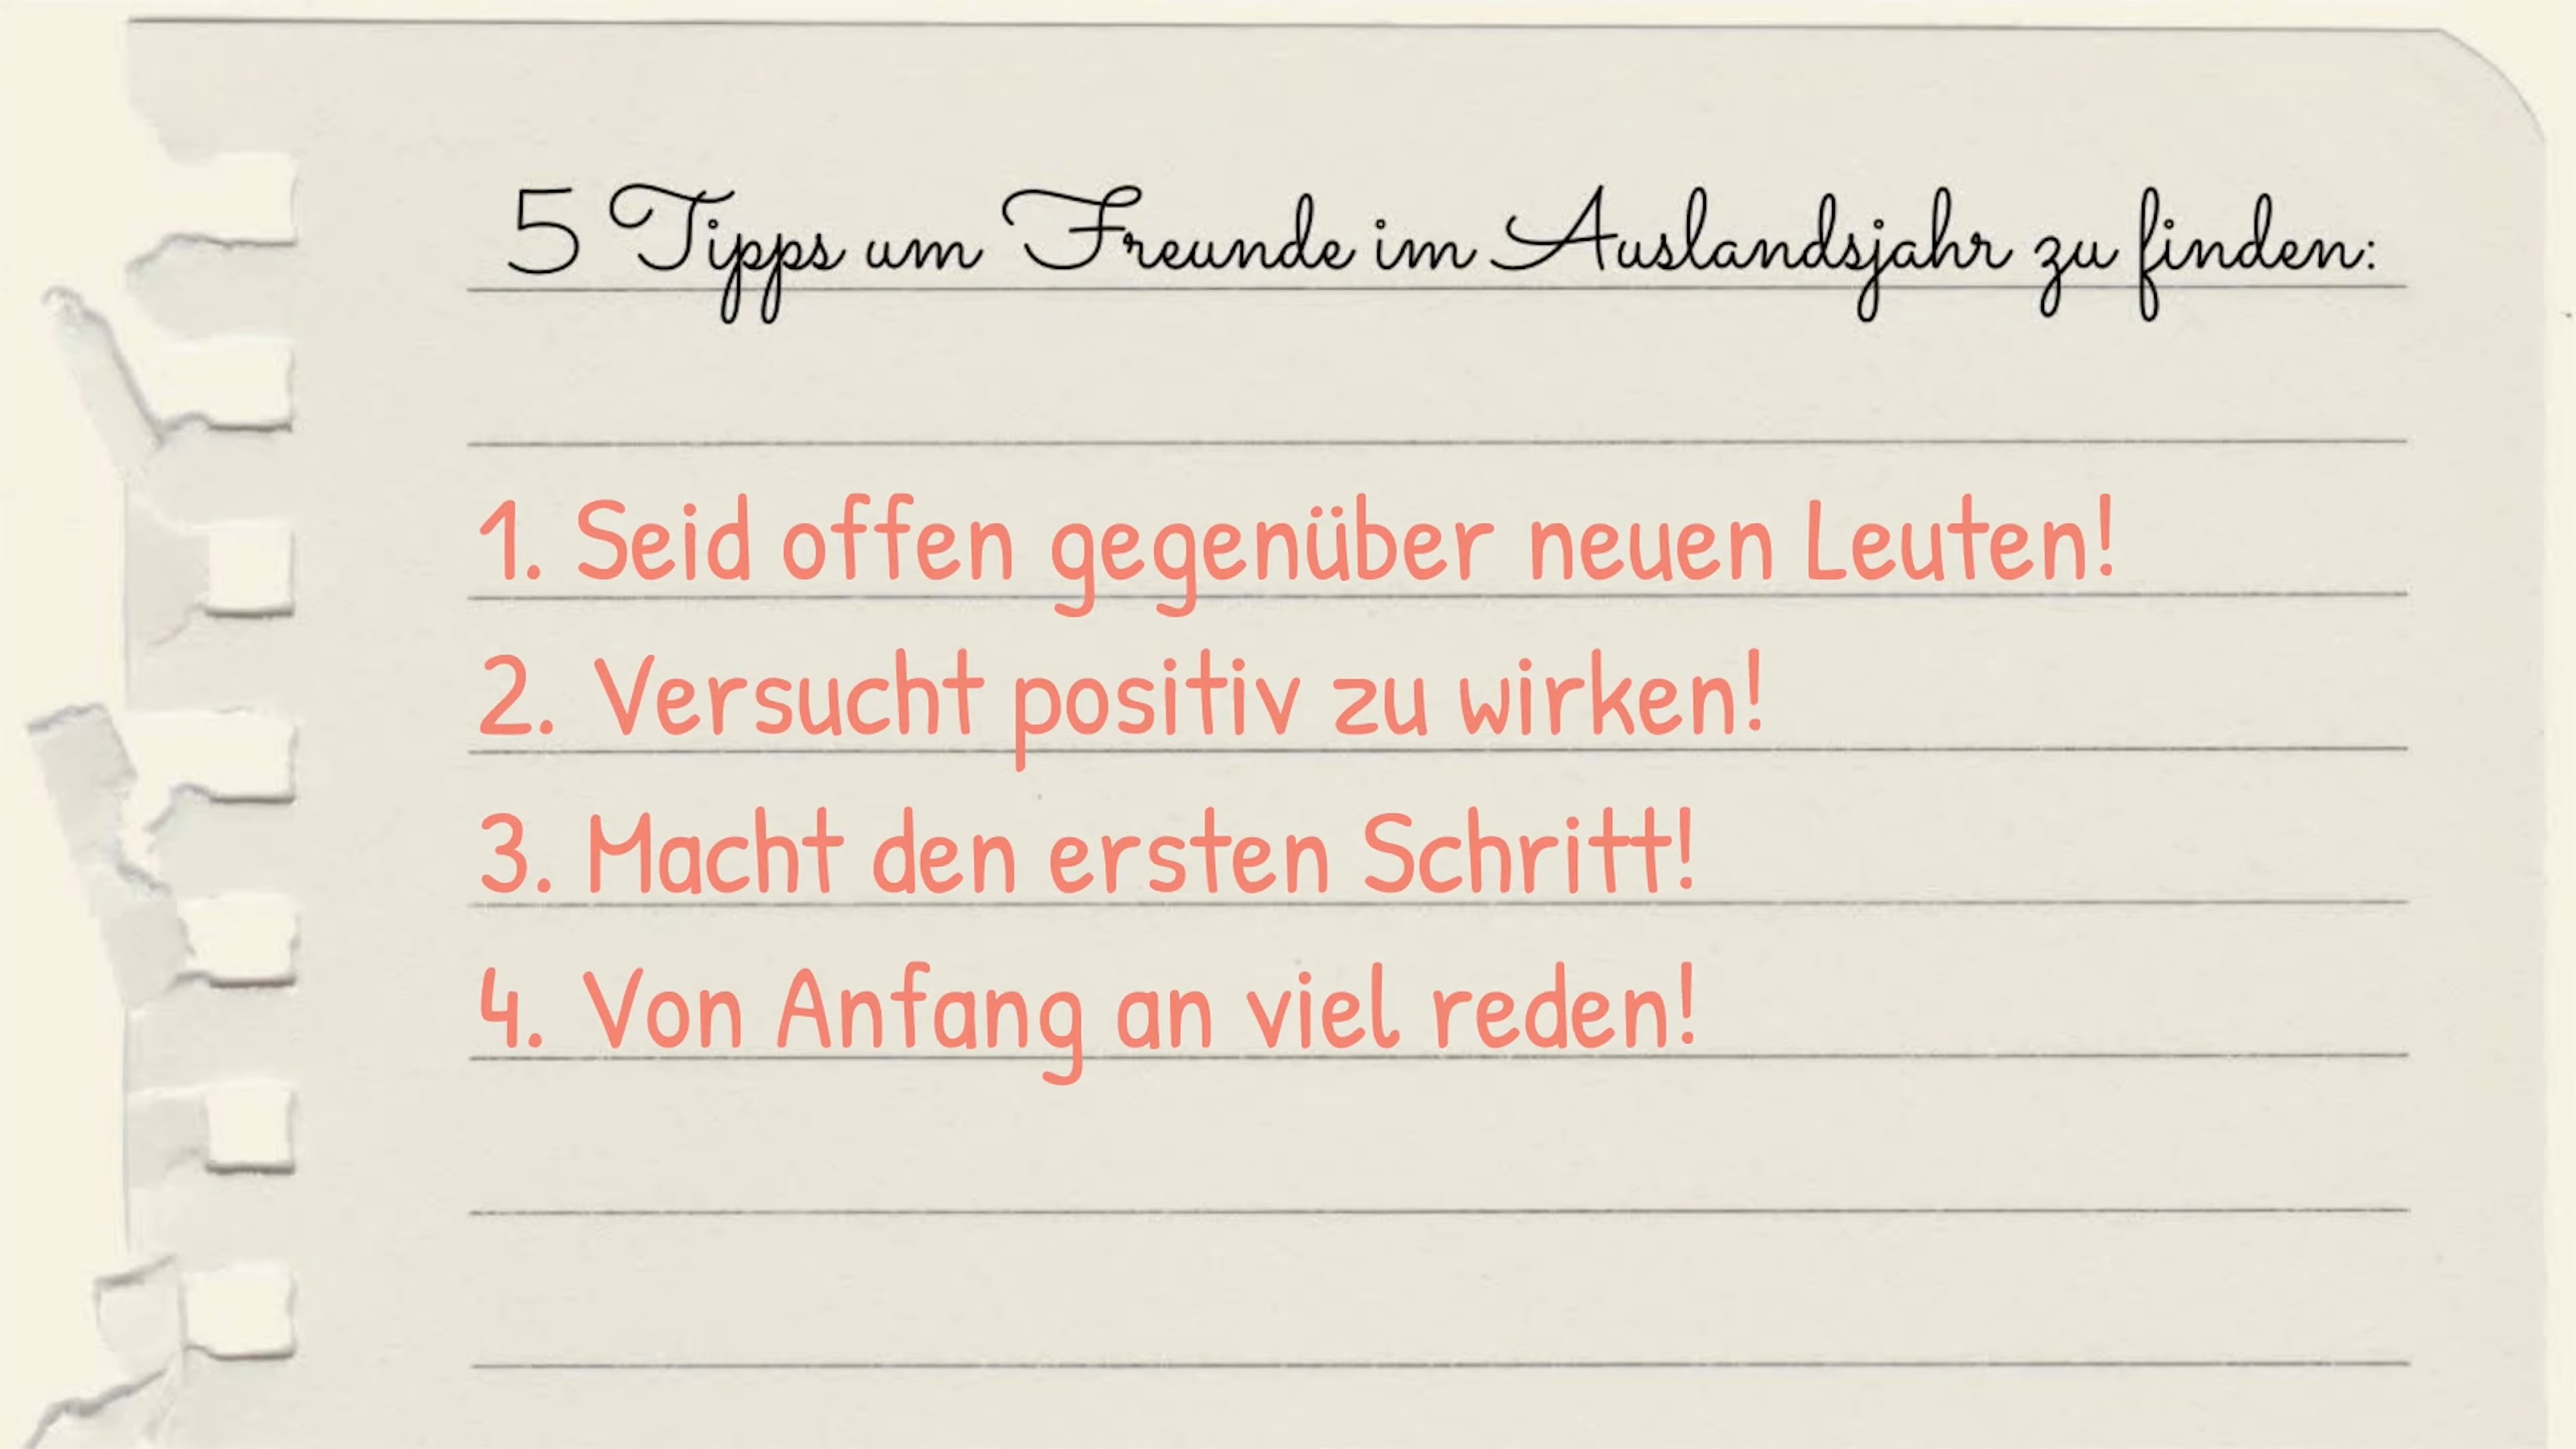 5 Tipps um Freunde im Auslandsjahr zu finden:
1. Seid offen gegenüber neuen Leuten!
2. Versucht positiv zu wirken!
3. Macht den ersten Schritt!
4. Von Anfang an viel reden!